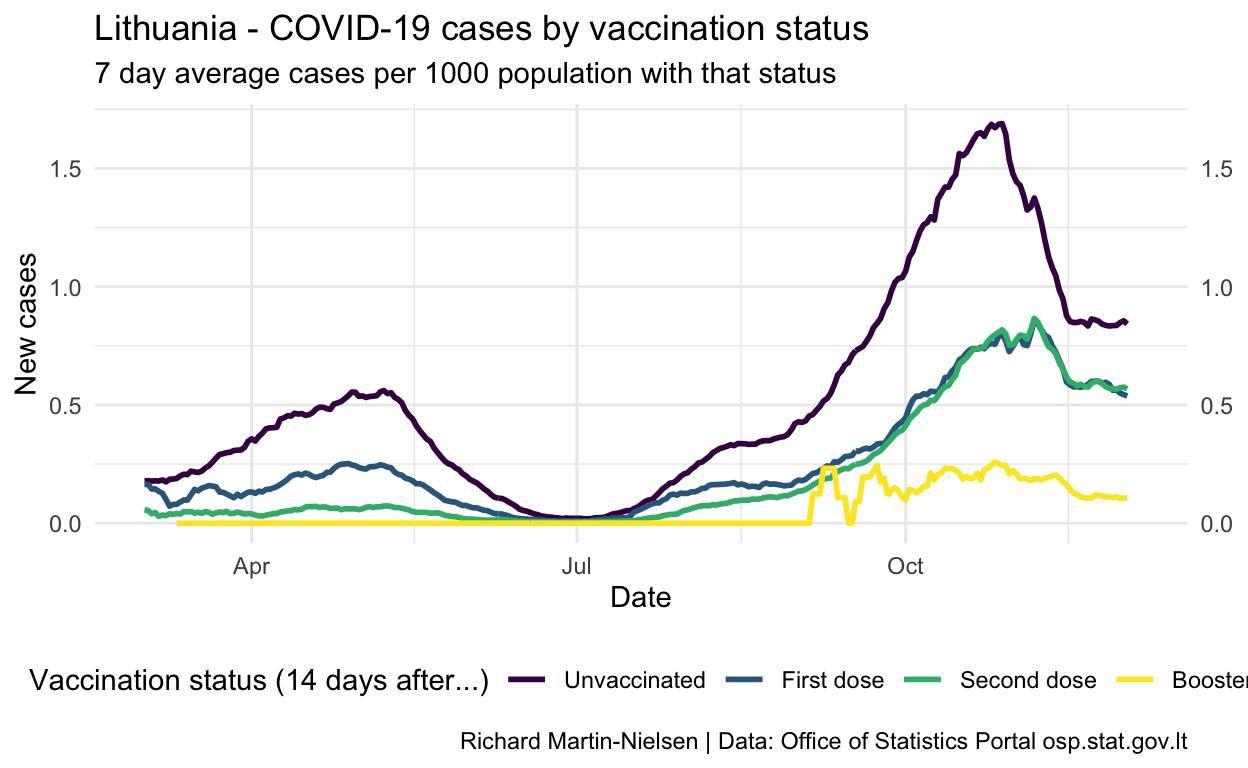 Lithuania - COVID-19 cases by vaccination status
7 day average cases per 1000 population with that status
New cases
1.5
1.0
0.5
0.0
1.5
1.0
0.5
0.0
Apr Jul Oct
Date
Vaccination status (14 days after...) Unvaccinated First dose Second dose Booster
Richard Martin-Nielsen | Data: Office of Statistics Portal osp.stat.gov.lt